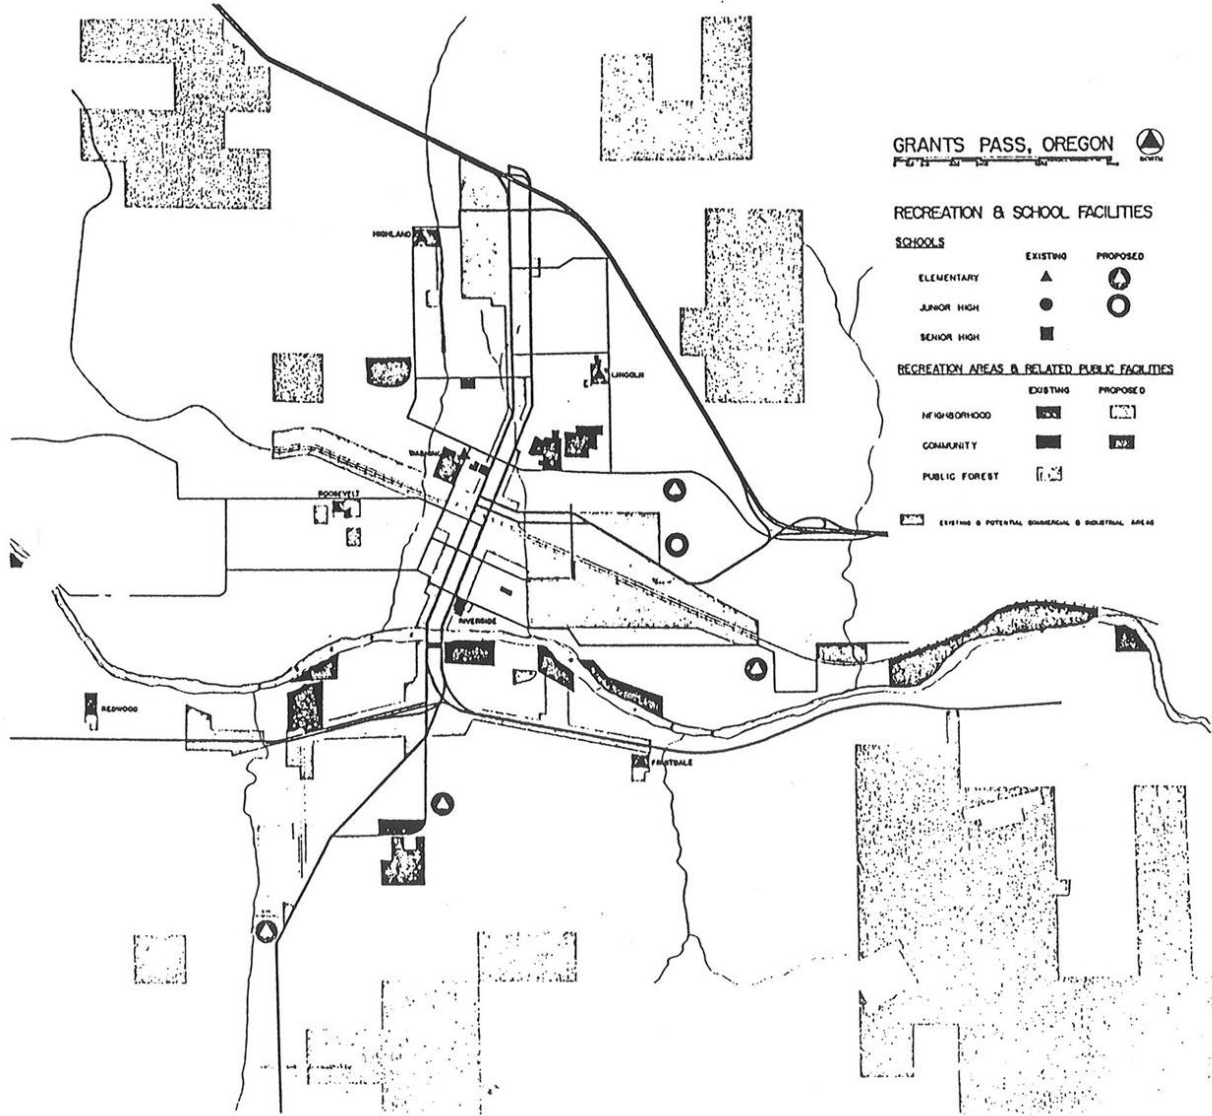 GRANTS PASS, OREGON
NORTH
RECREATION & SCHOOL FACILITIES
SCHOOLS
EXISTING PROPOSED
ELEMENTARY
JUNIOR HIGH
SENIOR HIGH
RECREATION AREAS & RELATED PUBLIC FACILITIES
EXISTING PROPOSED
NEIGHBORHOOD
COMMUNITY
PUBLIC FOREST
EXISTING & POTENTIAL COMMERCIAL & INDUSTRIAL AREAS
HIGHLAND
LINCOLN
ROOSEVELT
RIVERSIDE
REDWOOD
FRUITDALE